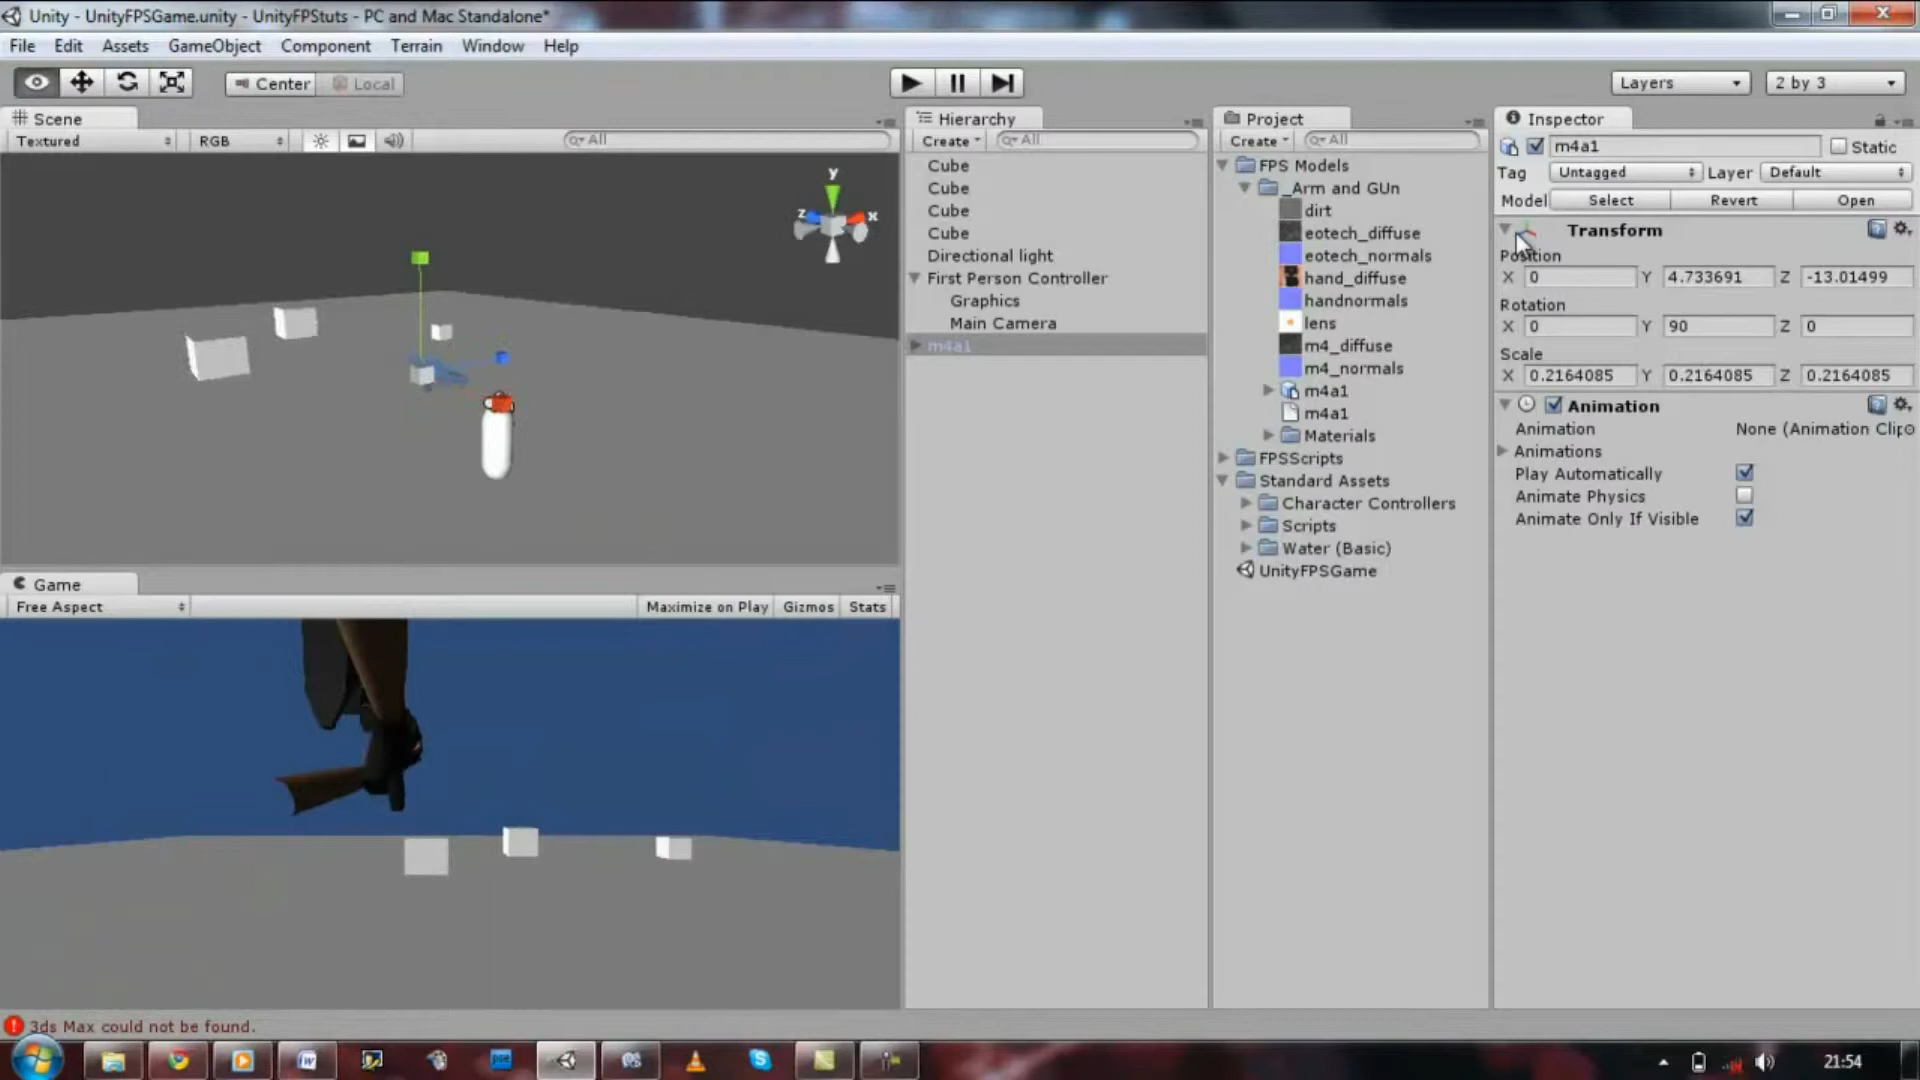 Unity - UnityFPSGame.unity - UnityFPStuts - PC and Mac Standalone*
File Edit Assets GameObject Component Terrain Window Help
Center Local Layers 2 by 3
Scene
Textured RGB All
y
z x
Game
Free Aspect Maximize on Play Gizmos Stats
Hierarchy
Create All
Cube
Cube
Cube
Cube
Directional light
First Person Controller
Graphics
Main Camera
m4a1
Project
Create All
FPS Models
_Arm and GUn
dirt
eotech_diffuse
eotech_normals
hand_diffuse
handnormals
lens
m4_diffuse
m4_normals
m4a1
m4a1
Materials
FPSScripts
Standard Assets
Character Controllers
Scripts
Water (Basic)
UnityFPSGame
Inspector
m4a1 Static
Tag Untagged Layer Default
Model Select Revert Open
Transform
Position
X 0 Y 4.733691 Z -13.01499
Rotation
X 0 Y 90 Z 0
Scale
X 0.2164085 Y 0.2164085 Z 0.2164085
Animation
Animation None (Animation Clip
Animations
Play Automatically
Animate Physics
Animate Only If Visible
3ds Max could not be found.
pse
21:54